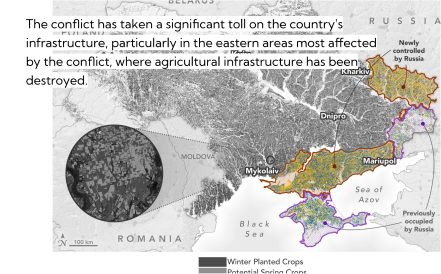 BELARUS
The conflict has taken a significant toll on the country's
RUSSIA
POLAND
infrastructure, particularly in the eastern areas most affected
Newly
controlled
by Russia
by the conflict, where agricultural infrastructure has been
Kharkiv
destroyed.
Dnipro
MOLDOVA
Mariupol
Mykolaiv
Sea of
Azov
Previously
occupied
by Russia
Black
Sea
N
100 km
ROMANIA
Winter Planted Crops
Potential Spring Crops